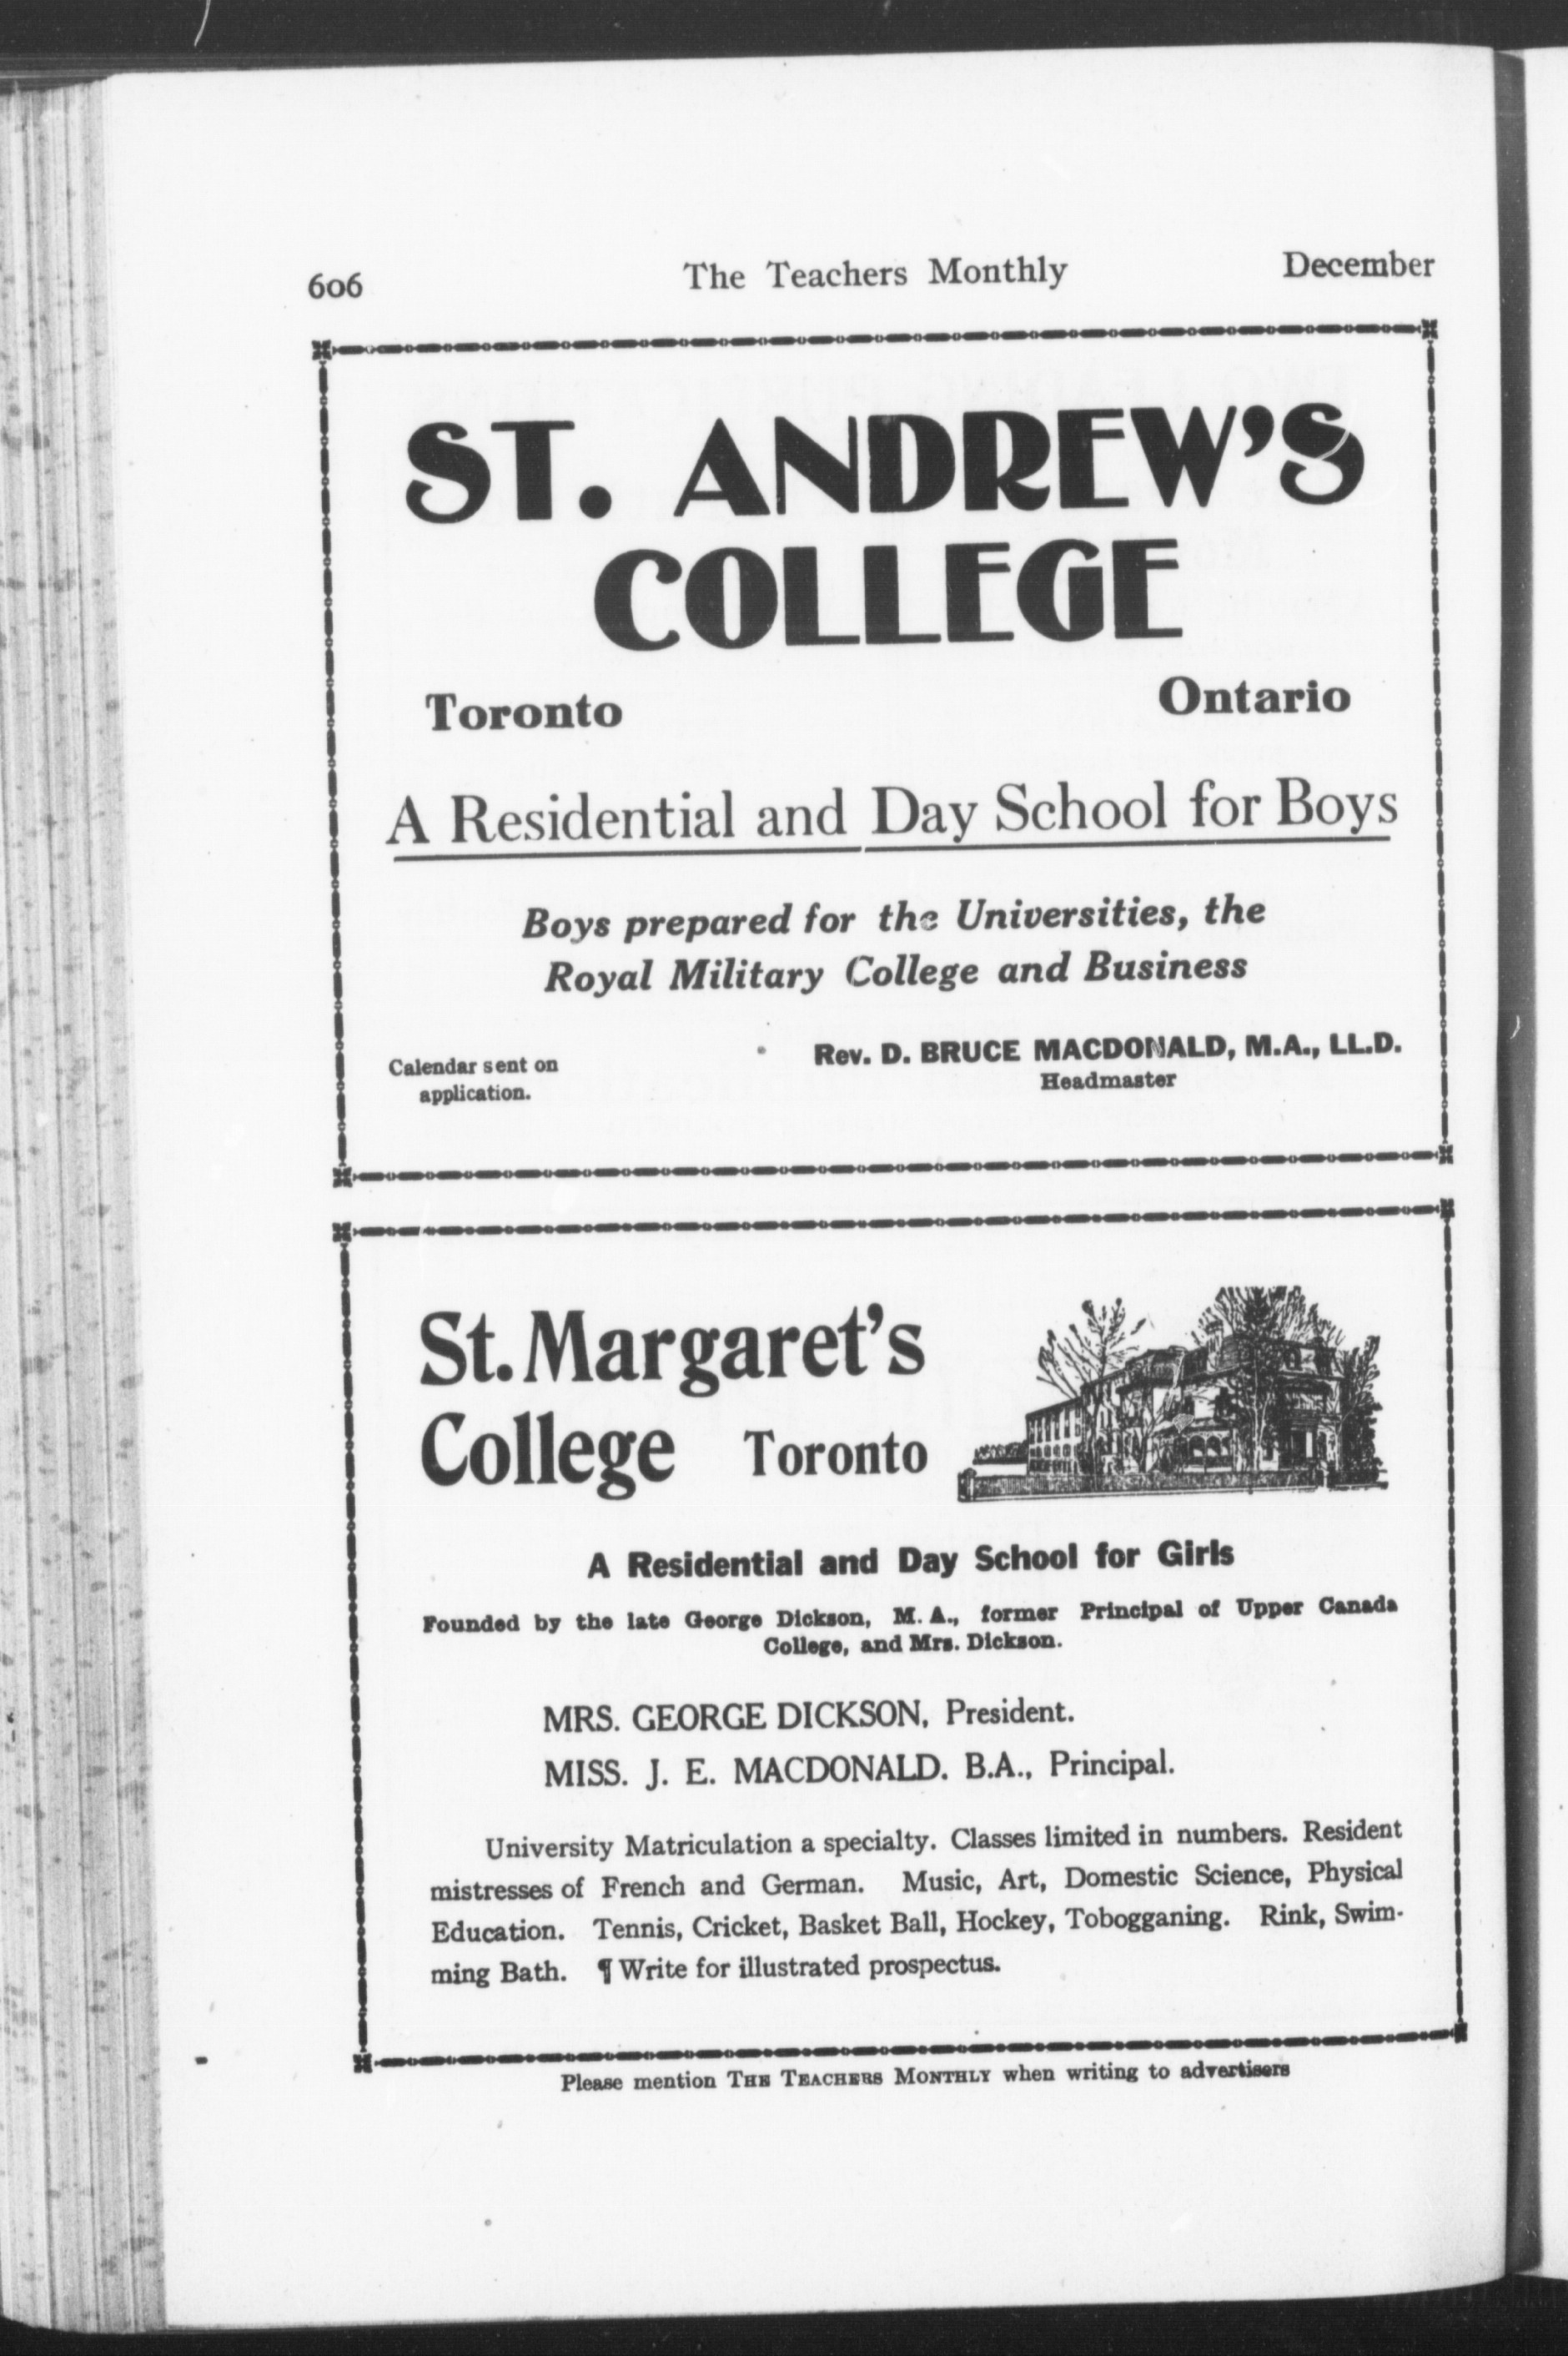 606 The Teachers Monthly December
ST. ANDREW'S
COLLEGE
Toronto Ontario
A Residential and Day School for Boys
Boys prepared for the Universities, the
Royal Military College and Business
Calendar sent on
application.
Rev. D. BRUCE MACDONALD, M.A., LL.D.
Headmaster
St. Margaret's
College Toronto
A Residential and Day School for Girls
Founded by the late George Dickson, M. A., former Principal of Upper Canada
College, and Mrs. Dickson.
MRS. GEORGE DICKSON, President.
MISS. J. E. MACDONALD. B.A., Principal.
University Matriculation a specialty. Classes limited in numbers. Resident
mistresses of French and German. Music, Art, Domestic Science, Physical
Education. Tennis, Cricket, Basket Ball, Hockey, Tobogganing. Rink, Swim-
ming Bath. ¶ Write for illustrated prospectus.
Please mention THE TEACHERS MONTHLY when writing to advertisers